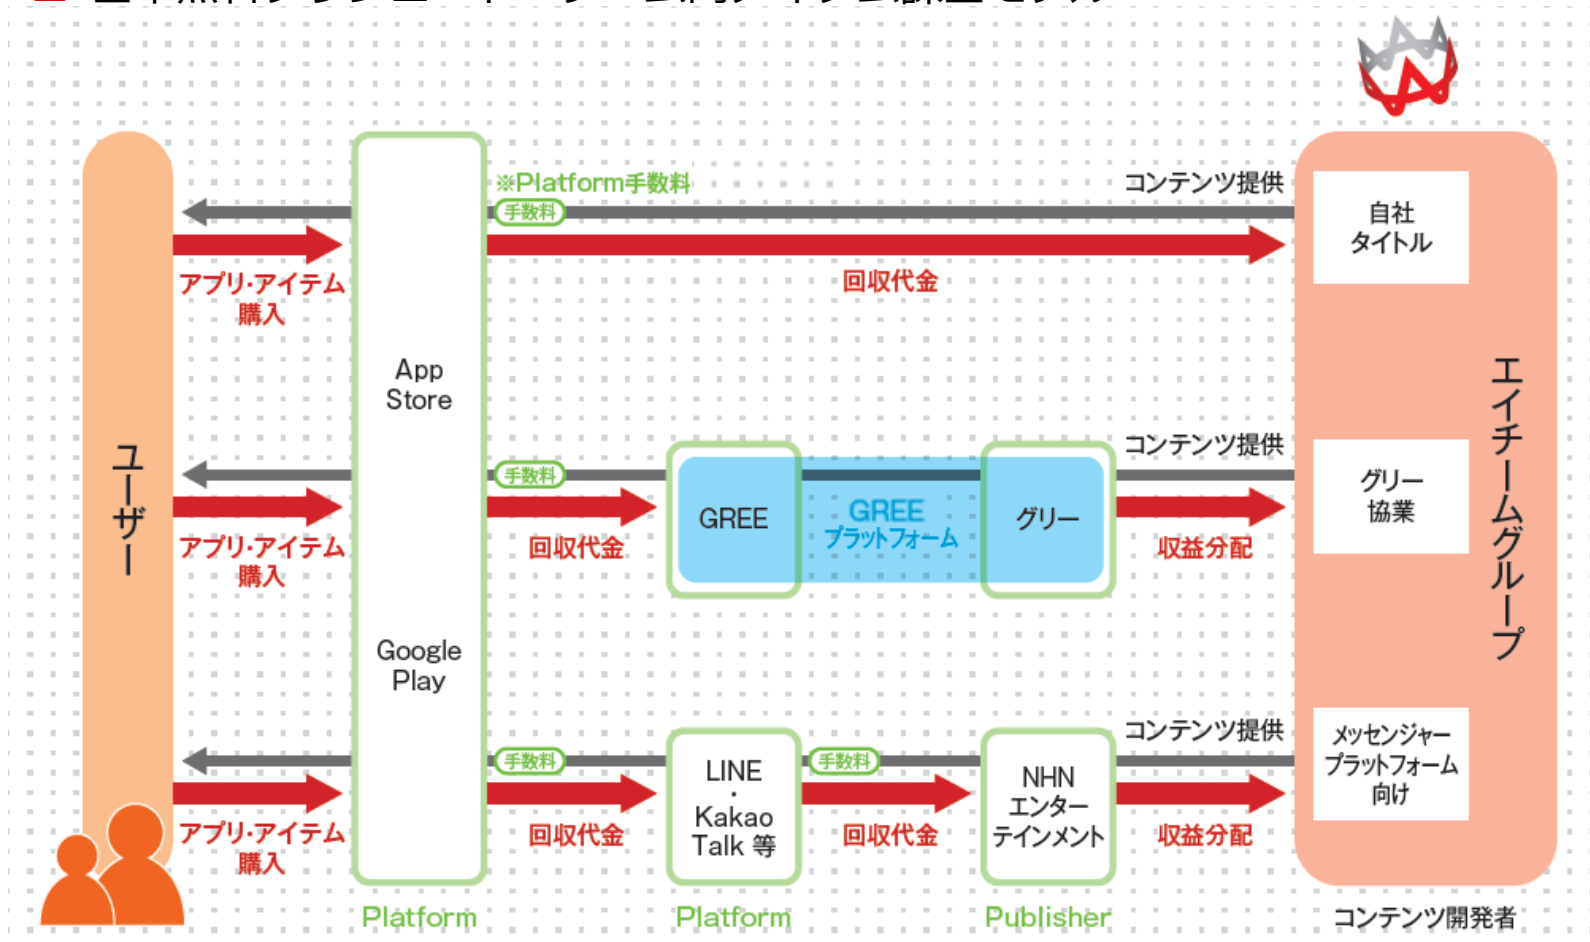 ※Platform手数料
コンテンツ提供
手数料
自社
タイトル
アプリ・アイテム
購入
回収代金
App
Store
エイチームグループ
ユーザー
コンテンツ提供
手数料
GREE
GREE
プラットフォーム
グリー
グリー
協業
アプリ・アイテム
購入
回収代金
収益分配
Google
Play
コンテンツ提供
手数料
LINE
・
Kakao
Talk 等
手数料
NHN
エンター
テインメント
メッセンジャー
プラットフォーム
向け
アプリ・アイテム
購入
回収代金
回収代金
収益分配
Platform
Platform
Publisher
コンテンツ開発者